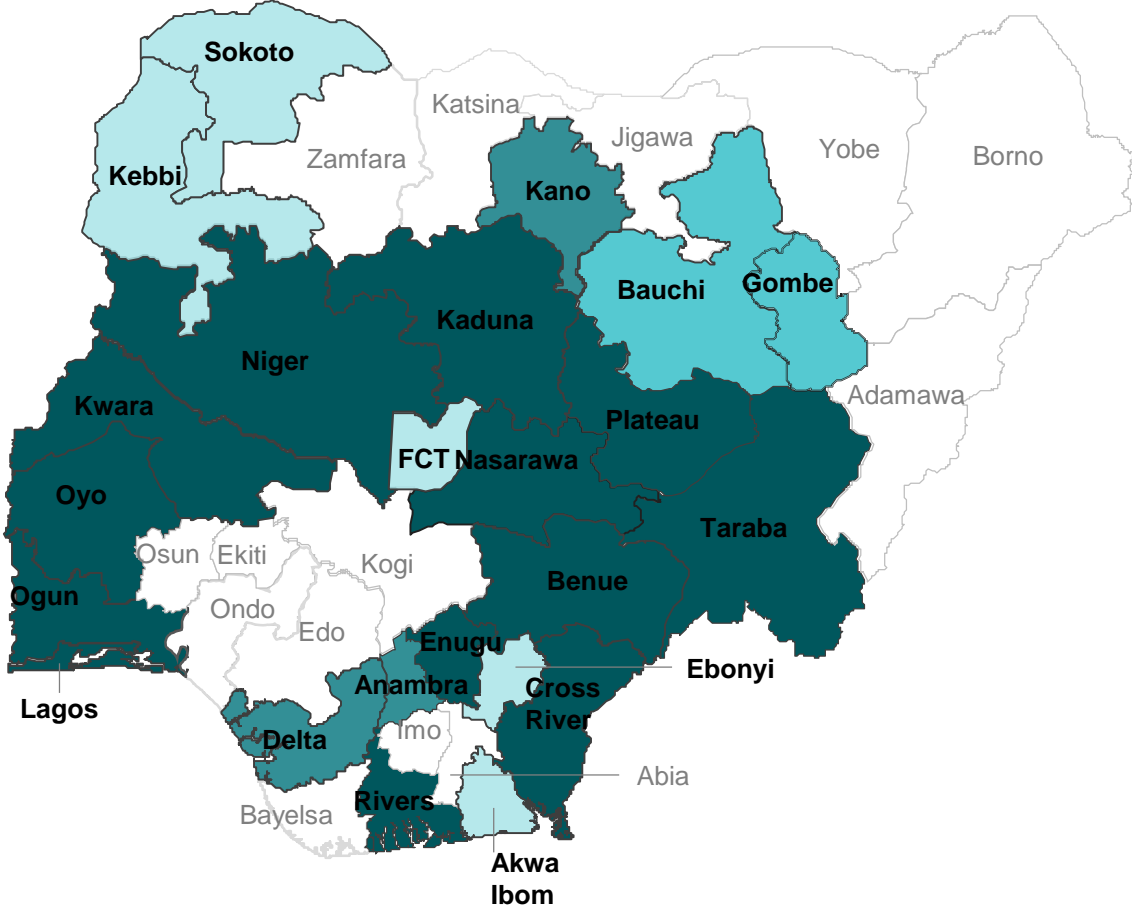 Sokoto
Katsina
Jigawa
Yobe
Borno
Zamfara
Kebbi
Kano
Bauchi
Gombe
Kaduna
Niger
Adamawa
Kwara
Plateau
FCT
Nasarawa
Oyo
Taraba
Osun
Ekiti
Kogi
Benue
Ogun
Ondo
Edo
Enugu
Ebonyi
Anambra
Cross
River
Lagos
Imo
Delta
Abia
Rivers
Bayelsa
Akwa
Ibom